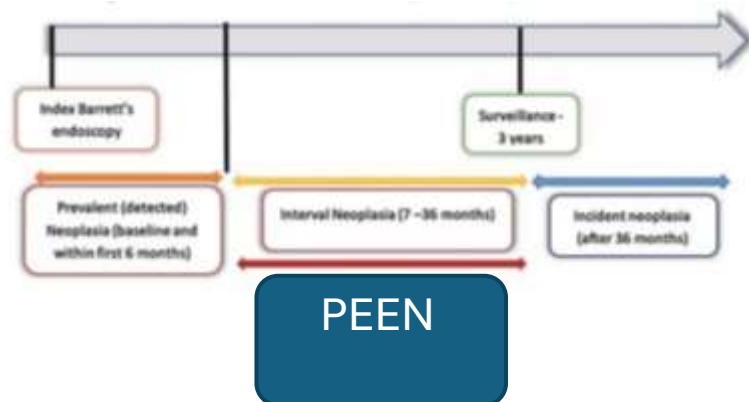 Index Barrett's
endoscopy
Surveillance -
3 years
Prevalent (detected)
Neoplasia (baseline and
within first 6 months)
Interval Neoplasia (7 –36 months)
Incident neoplasia
(after 36 months)
PEEN